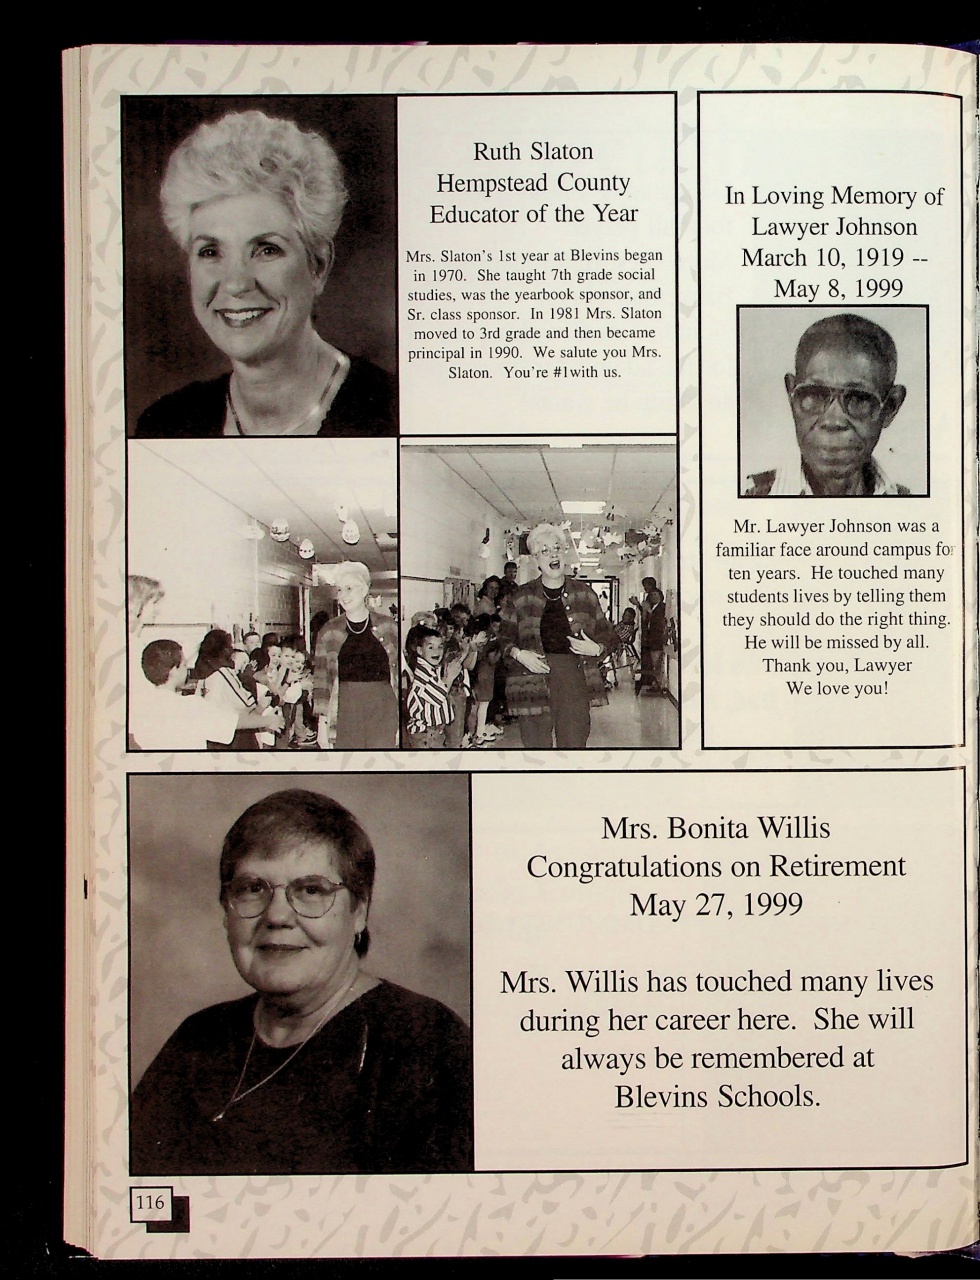 Ruth Slaton
Hempstead County
Educator of the Year
Mrs. Slaton's 1st year at Blevins began
in 1970. She taught 7th grade social
studies, was the yearbook sponsor, and
Sr. class sponsor. In 1981 Mrs. Slaton
moved to 3rd grade and then became
principal in 1990. We salute you Mrs.
Slaton. You're #1with us.
In Loving Memory of
Lawyer Johnson
March 10, 1919 --
May 8, 1999
Mr. Lawyer Johnson was a
familiar face around campus for
ten years. He touched many
students lives by telling them
they should do the right thing.
He will be missed by all.
Thank you, Lawyer
We love you!
Mrs. Bonita Willis
Congratulations on Retirement
May 27, 1999
Mrs. Willis has touched many lives
during her career here. She will
always be remembered at
Blevins Schools.
116